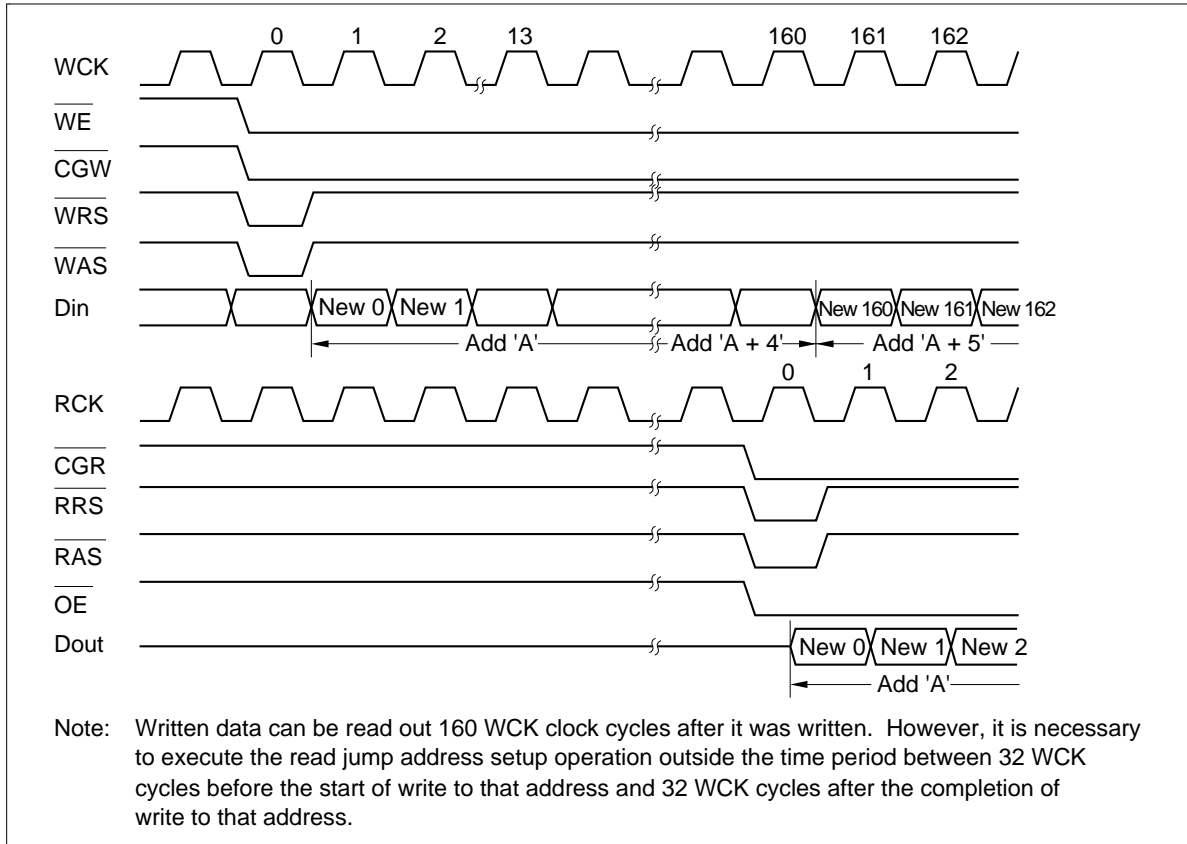 0 1 2 13 160 161 162
WCK
WE
CGW
WRS
WAS
Din New 0 New 1 New 160 New 161 New 162
Add 'A' Add 'A + 4' Add 'A + 5'
0 1 2
RCK
CGR
RRS
RAS
OE
Dout New 0 New 1 New 2
Add 'A'
Note: Written data can be read out 160 WCK clock cycles after it was written. However, it is necessary
to execute the read jump address setup operation outside the time period between 32 WCK
cycles before the start of write to that address and 32 WCK cycles after the completion of
write to that address.